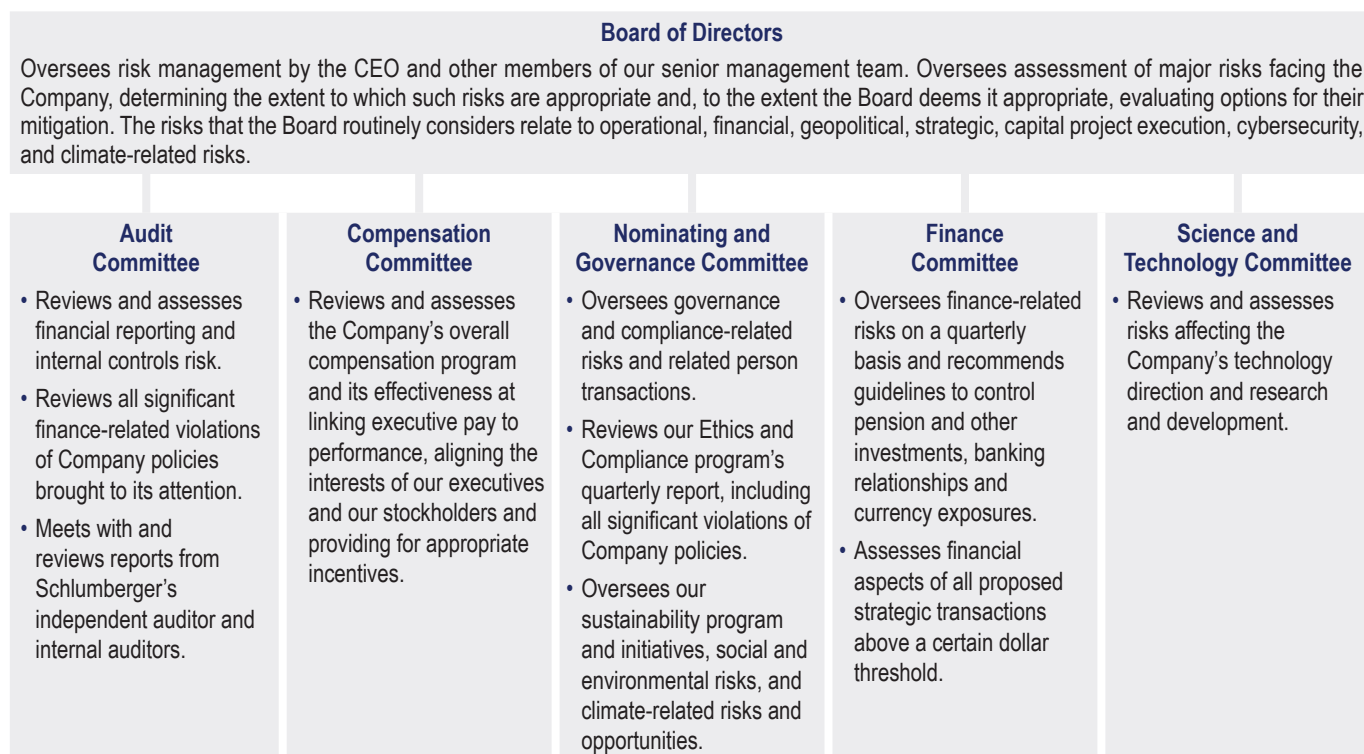 Board of Directors
Oversees risk management by the CEO and other members of our senior management team. Oversees assessment of major risks facing the
Company, determining the extent to which such risks are appropriate and, to the extent the Board deems it appropriate, evaluating options for their
mitigation. The risks that the Board routinely considers relate to operational, financial, geopolitical, strategic, capital project execution, cybersecurity,
and climate-related risks.
Audit
Committee
• Reviews and assesses
financial reporting and
internal controls risk.
• Reviews all significant
finance-related violations
of Company policies
brought to its attention.
• Meets with and
reviews reports from
Schlumberger’s
independent auditor and
internal auditors.
Compensation
Committee
• Reviews and assesses
the Company’s overall
compensation program
and its effectiveness at
linking executive pay to
performance, aligning the
interests of our executives
and our stockholders and
providing for appropriate
incentives.
Nominating and
Governance Committee
• Oversees governance
and compliance-related
risks and related person
transactions.
• Reviews our Ethics and
Compliance program’s
quarterly report, including
all significant violations of
Company policies.
• Oversees our
sustainability program
and initiatives, social and
environmental risks, and
climate-related risks and
opportunities.
Finance
Committee
• Oversees finance-related
risks on a quarterly
basis and recommends
guidelines to control
pension and other
investments, banking
relationships and
currency exposures.
• Assesses financial
aspects of all proposed
strategic transactions
above a certain dollar
threshold.
Science and
Technology Committee
• Reviews and assesses
risks affecting the
Company’s technology
direction and research
and development.